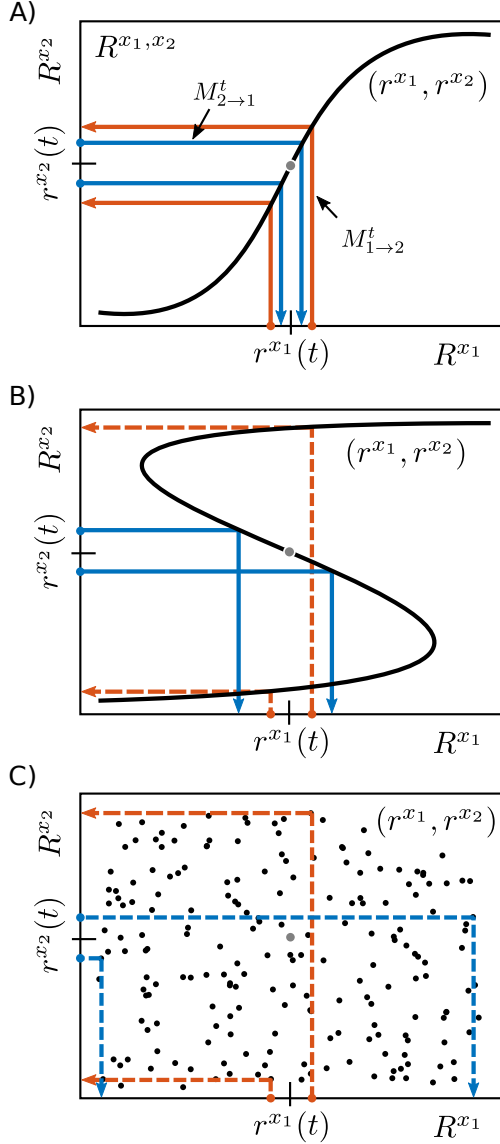 A)
R^{x_1,x_2}
(r^{x_1}, r^{x_2})
M^t_{2→1}
M^t_{1→2}
R^{x_2}
r^{x_2}(t)
r^{x_1}(t)
R^{x_1}
B)
(r^{x_1}, r^{x_2})
R^{x_2}
r^{x_2}(t)
r^{x_1}(t)
R^{x_1}
C)
(r^{x_1}, r^{x_2})
R^{x_2}
r^{x_2}(t)
r^{x_1}(t)
R^{x_1}